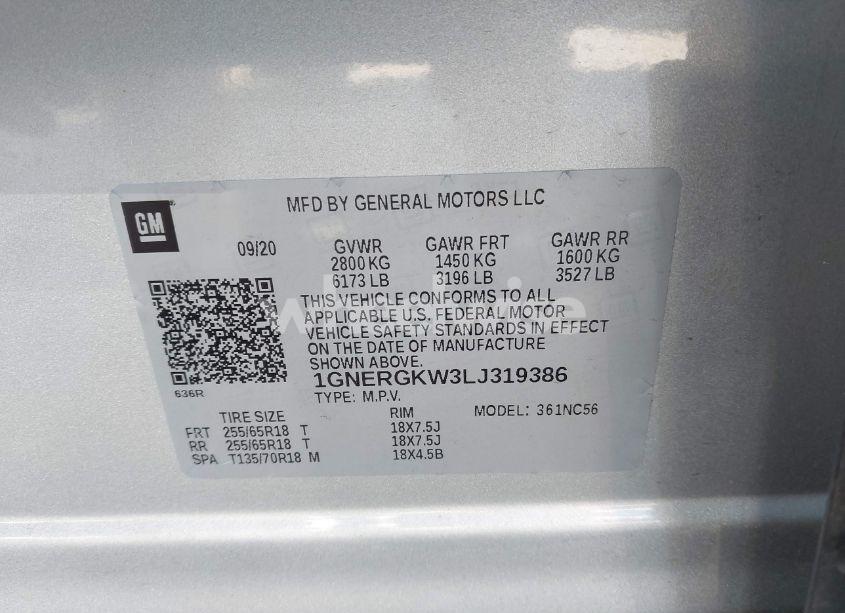 MFD BY GENERAL MOTORS LLC
GM
09/20 GVWR GAWR FRT GAWR RR
2800 KG 1450 KG 1600 KG
6173 LB 3196 LB 3527 LB
THIS VEHICLE CONFORMS TO ALL
APPLICABLE U.S. FEDERAL MOTOR
VEHICLE SAFETY STANDARDS IN EFFECT
ON THE DATE OF MANUFACTURE
SHOWN ABOVE.
1GNERGKW3LJ319386
636R
TYPE: M.P.V.
TIRE SIZE RIM MODEL: 361NC56
FRT 255/65R18 T 18X7.5J
RR 255/65R18 T 18X7.5J
SPA T135/70R18 M 18X4.5B